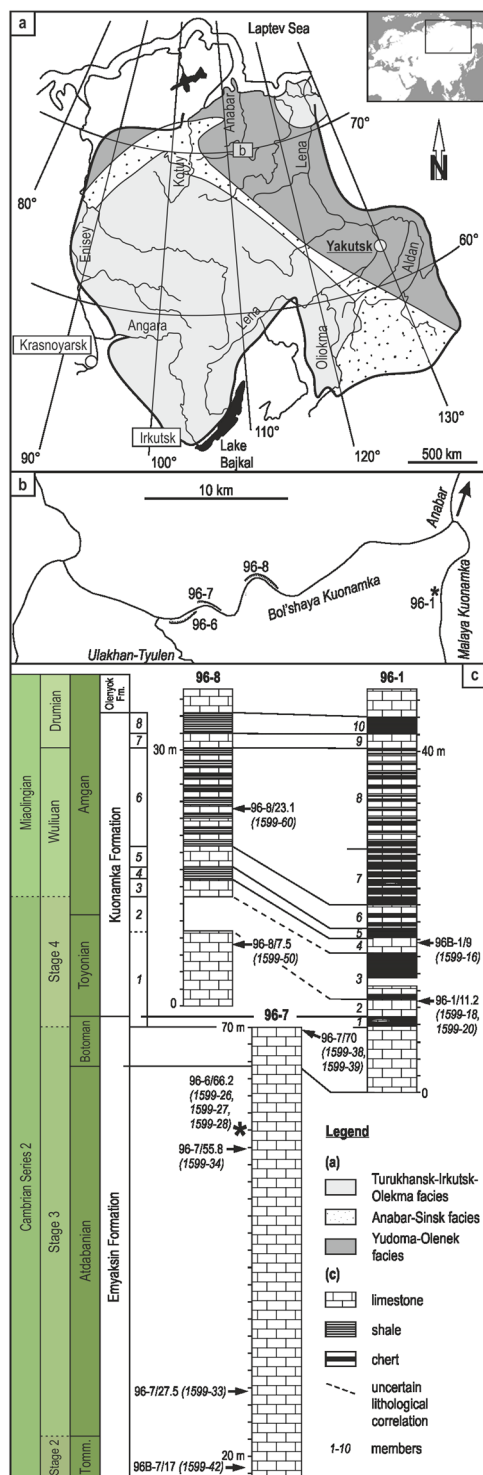 a
Laptev Sea
Anabar
Kotuy
b
Lena
70°
N
80°
Enisey
Yakutsk
Aldan
60°
Angara
Lena
Oliokma
Krasnoyarsk
Irkutsk
Lake
Bajkal
90°
100°
110°
120°
130°
500 km
b
10 km
Anabar
96-8
96-7
96-6
Bol'shaya Kuonamka
*
96-1
Malaya Kuonamka
Ulakhan-Tyulen
96-8
96-1
c
Miaolingian
Drumian
Wuliuan
Amgan
Olenyok
Fm.
Kuonamka Formation
8
7
6
5
4
3
2
1
30 m
0
96-8/23.1
(1599-60)
96-8/7.5
(1599-50)
10
9
8
7
6
5
4
3
2
1
40 m
0
96B-1/9
(1599-16)
96-1/11.2
(1599-18,
1599-20)
Cambrian Series 2
Stage 4
Toyonian
Botoman
Stage 3
Atdabanian
Stage 2
Tomm.
Emyaksin Formation
96-7
70 m
96-7/70
(1599-38,
1599-39)
96-6/66.2
(1599-26,
1599-27,
1599-28)
*
96-7/55.8
(1599-34)
96-7/27.5 (1599-33)
20 m
96B-7/17 (1599-42)
Legend
(a)
Turukhansk-Irkutsk-
Olekma facies
Anabar-Sinsk facies
Yudoma-Olenek
facies
(c)
limestone
shale
chert
uncertain
lithological
correlation
1-10 members